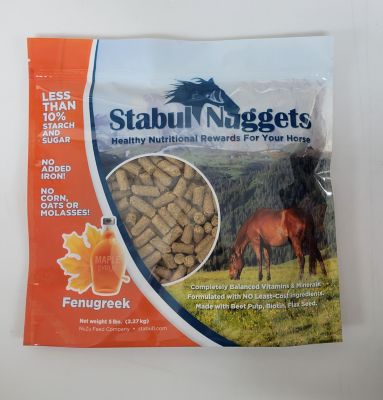 LESS
THAN
10%
STARCH
AND
SUGAR
NO
ADDED
IRON!
NO
CORN,
OATS OR
MOLASSES!
Stabul Nuggets
Healthy Nutritional Rewards For Your Horse
MAPLE
SYRUP
Fenugreek
Net weight 5 lbs. (2.27 kg)
NuZu Feed Company • stabul1.com
Completely Balanced Vitamins & Minerals
Formulated with NO Least-Cost ingredients.
Made with Beet Pulp, Biotin, Flax Seed.